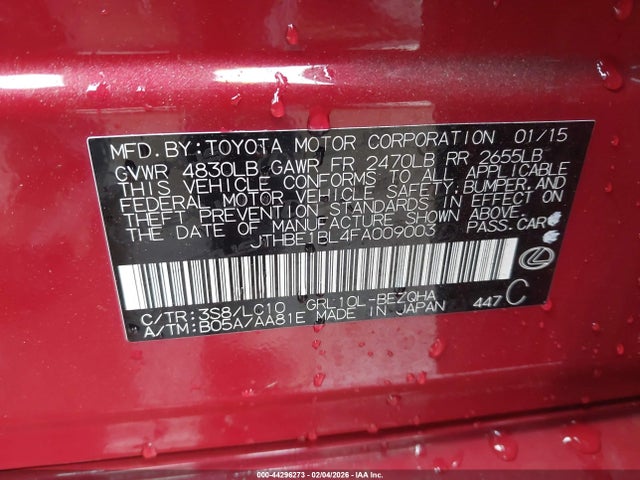 MFD. BY: TOYOTA MOTOR CORPORATION 01/15
GVWR 4830LB GAWR FR 2470LB RR 2655LB
THIS VEHICLE CONFORMS TO ALL APPLICABLE
FEDERAL MOTOR VEHICLE SAFETY, BUMPER, AND
THEFT PREVENTION STANDARDS IN EFFECT ON
THE DATE OF MANUFACTURE SHOWN ABOVE.
JTHBE1BL4FA009003 PASS. CAR
C/TR: 3S8/LC10 GRL10L-BEZQHA 447 C
A/TM: B05A/AA81E MADE IN JAPAN
000-44296273 - 02/04/2026 - IAA Inc.